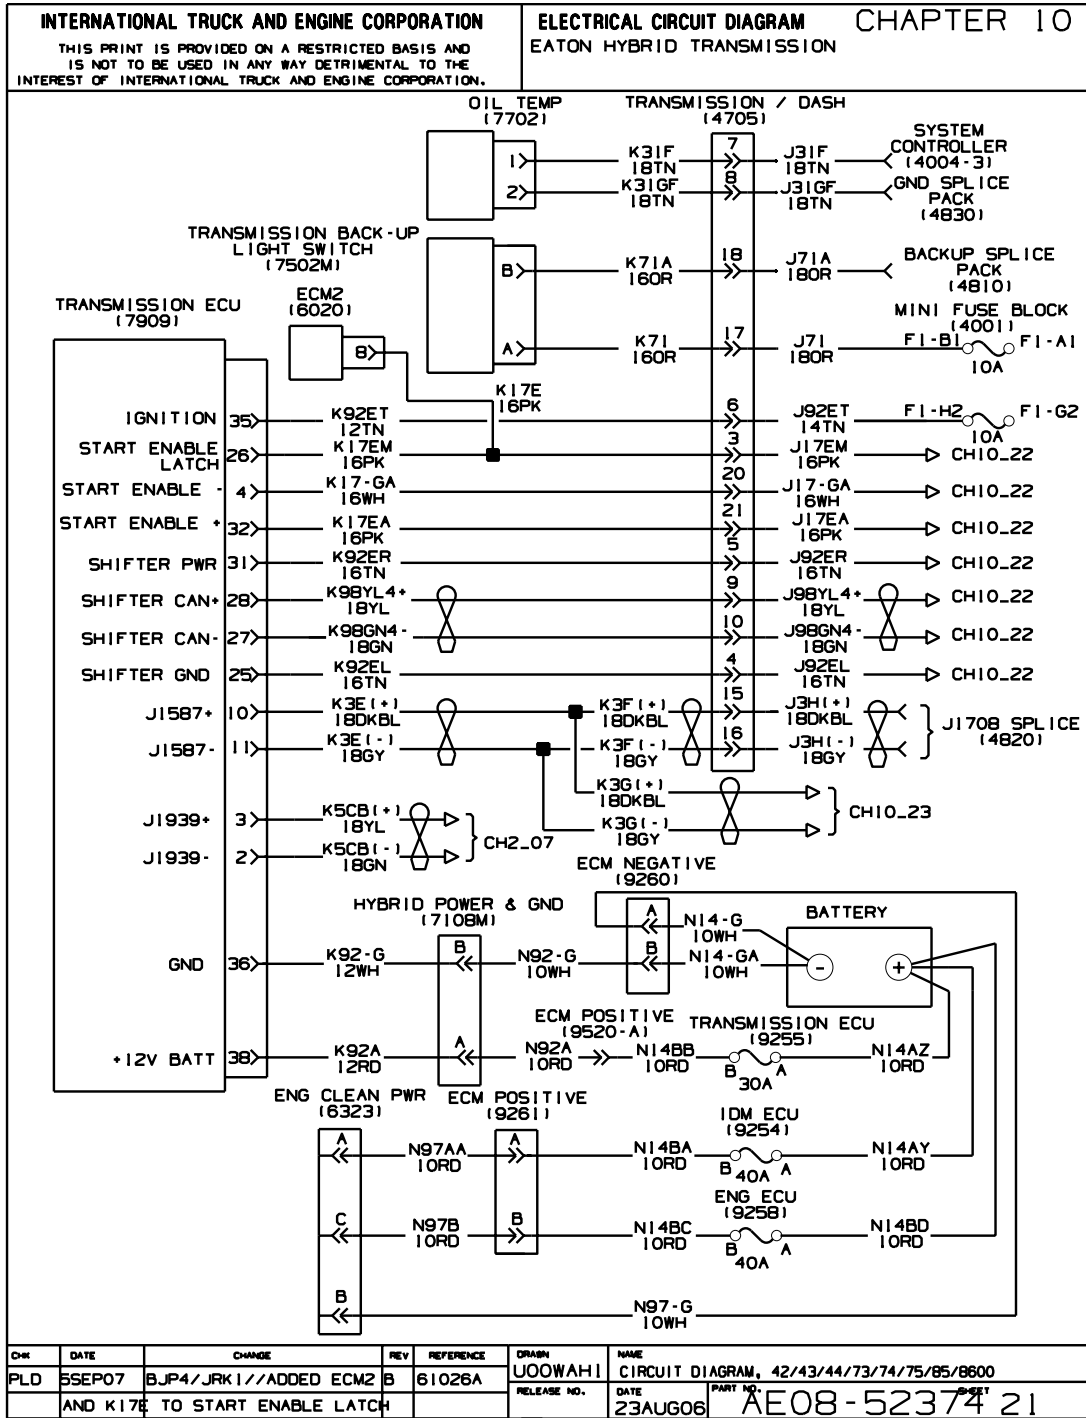 INTERNATIONAL TRUCK AND ENGINE CORPORATION
THIS PRINT IS PROVIDED ON A RESTRICTED BASIS AND
IS NOT TO BE USED IN ANY WAY DETRIMENTAL TO THE
INTEREST OF INTERNATIONAL TRUCK AND ENGINE CORPORATION.
ELECTRICAL CIRCUIT DIAGRAM
EATON HYBRID TRANSMISSION
CHAPTER 10
OIL TEMP
(7702)
TRANSMISSION / DASH
(4705)
1 K31F 18TN 7 J31F 18TN
SYSTEM
CONTROLLER
(4004-3)
2 K31GF 18TN 8 J31GF 18TN
GND SPLICE
PACK
(4830)
TRANSMISSION BACK-UP
LIGHT SWITCH
(7502M)
B K71A 16OR 18 J71A 18OR
BACKUP SPLICE
PACK
(4810)
MINI FUSE BLOCK
(4001)
A K71 16OR 17 J71 18OR F1-B1 10A F1-A1
TRANSMISSION ECU
(7909)
ECM2
(6020)
8
K17E
16PK
IGNITION 35 K92ET 12TN 6 J92ET 14TN F1-H2 10A F1-G2
START ENABLE
LATCH 26 K17EM 16PK 3 J17EM 16PK CH10_22
START ENABLE - 4 K17-GA 16WH 20 J17-GA 16WH CH10_22
START ENABLE + 32 K17EA 16PK 21 J17EA 16PK CH10_22
SHIFTER PWR 31 K92ER 16TN 5 J92ER 16TN CH10_22
SHIFTER CAN+ 28 K98YL4+ 18YL 9 J98YL4+ 18YL CH10_22
SHIFTER CAN- 27 K98GN4- 18GN 10 J98GN4- 18GN CH10_22
SHIFTER GND 25 K92EL 16TN 4 J92EL 16TN CH10_22
J1587+ 10 K3E(+) 18DKBL K3F(+) 18DKBL 15 J3H(+) 18DKBL
J1587- 11 K3E(-) 18GY K3F(-) 18GY 16 J3H(-) 18GY
J1708 SPLICE
(4820)
K3G(+)
18DKBL
K3G(-)
18GY
CH10_23
J1939+ 3 K5CB(+) 18YL
J1939- 2 K5CB(-) 18GN
CH2_07
ECM NEGATIVE
(9260)
HYBRID POWER & GND
(7108M)
BATTERY
A N14-G 10WH
GND 36 K92-G 12WH B N92-G 10WH B N14-GA 10WH - +
ECM POSITIVE
(9520-A)
TRANSMISSION ECU
(9255)
+12V BATT 38 K92A 12RD A N92A 10RD N14BB 10RD B 30A A N14AZ 10RD
ENG CLEAN PWR
(6323)
ECM POSITIVE
(9261)
IDM ECU
(9254)
A N97AA 10RD A N14BA 10RD B 40A A N14AY 10RD
ENG ECU
(9258)
C N97B 10RD B N14BC 10RD B 40A A N14BD 10RD
B N97-G 10WH
CHK DATE CHANGE REV REFERENCE
PLD 5SEP07 BJP4/JRK1//ADDED ECM2 B 61026A
AND K17E TO START ENABLE LATCH
DRAWN
U00WAH1
RELEASE NO.
NAME
CIRCUIT DIAGRAM, 42/43/44/73/74/75/85/8600
DATE
23AUG06
PART NO.
AE08-52374
SHEET
21